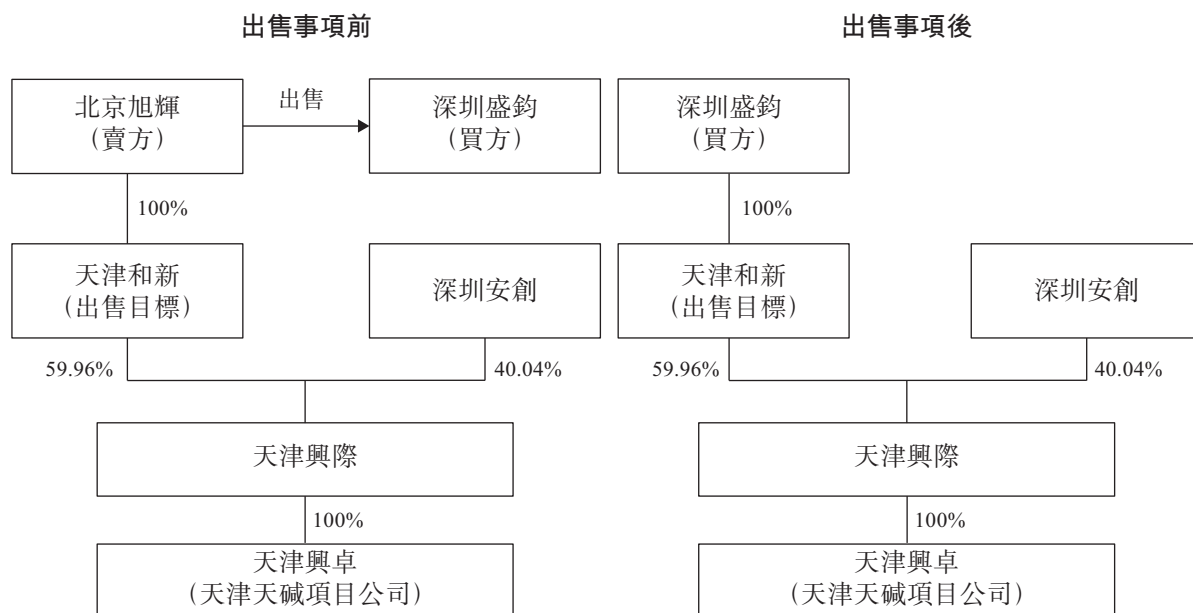 出售事項前
北京旭輝
(賣方)
出售
深圳盛鈞
(買方)
100%
天津和新
(出售目標)
深圳安創
59.96%
40.04%
天津興際
100%
天津興卓
(天津天碱項目公司)
出售事項後
深圳盛鈞
(買方)
100%
天津和新
(出售目標)
深圳安創
59.96%
40.04%
天津興際
100%
天津興卓
(天津天碱項目公司)